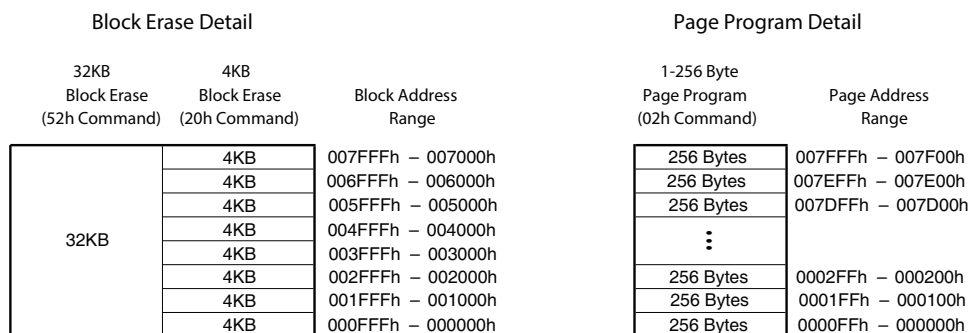 Block Erase Detail
Page Program Detail
32KB 4KB
Block Erase Block Erase Block Address
(52h Command) (20h Command) Range
1-256 Byte
Page Program Page Address
(02h Command) Range
32KB
4KB 007FFFh – 007000h
4KB 006FFFh – 006000h
4KB 005FFFh – 005000h
4KB 004FFFh – 004000h
4KB 003FFFh – 003000h
4KB 002FFFh – 002000h
4KB 001FFFh – 001000h
4KB 000FFFh – 000000h
256 Bytes 007FFFh – 007F00h
256 Bytes 007EFFh – 007E00h
256 Bytes 007DFFh – 007D00h
256 Bytes 0002FFh – 000200h
256 Bytes 0001FFh – 000100h
256 Bytes 0000FFh – 000000h